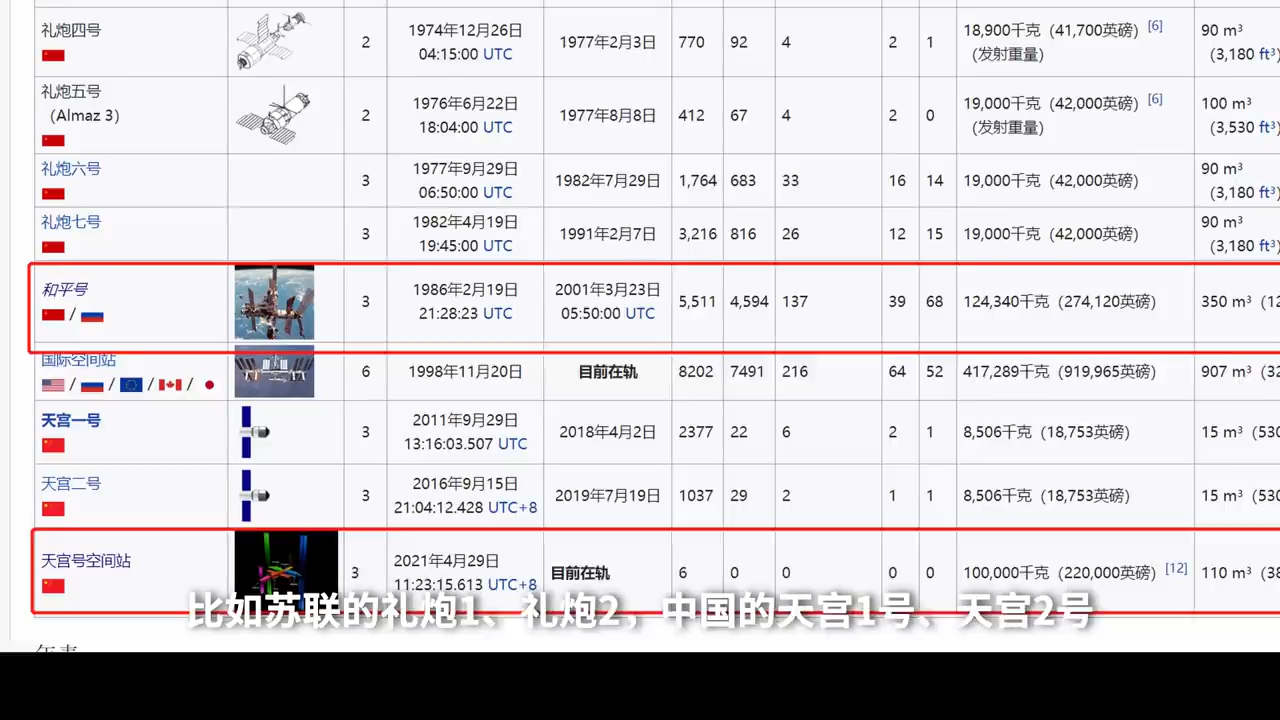 礼炮四号
2
1974年12月26日
04:15:00 UTC
1977年2月3日
770
92
4
2
1
18,900千克（41,700英磅）[6]
（发射重量）
90 m³
（3,180 ft³
礼炮五号
（Almaz 3）
2
1976年6月22日
18:04:00 UTC
1977年8月8日
412
67
4
2
0
19,000千克（42,000英磅）[6]
（发射重量）
100 m³
（3,530 ft³
礼炮六号
3
1977年9月29日
06:50:00 UTC
1982年7月29日
1,764
683
33
16
14
19,000千克（42,000英磅）
90 m³
（3,180 ft³
礼炮七号
3
1982年4月19日
19:45:00 UTC
1991年2月7日
3,216
816
26
12
15
19,000千克（42,000英磅）
90 m³
（3,180 ft³
和平号
/
3
1986年2月19日
21:28:23 UTC
2001年3月23日
05:50:00 UTC
5,511
4,594
137
39
68
124,340千克（274,120英磅）
350 m³（12
国际空间站
/ / / /
6
1998年11月20日
目前在轨
8202
7491
216
64
52
417,289千克（919,965英磅）
907 m³（32
天宫一号
3
2011年9月29日
13:16:03.507 UTC
2018年4月2日
2377
22
6
2
1
8,506千克（18,753英磅）
15 m³（530
天宫二号
3
2016年9月15日
21:04:12.428 UTC+8
2019年7月19日
1037
29
2
1
1
8,506千克（18,753英磅）
15 m³（530
天宫号空间站
3
2021年4月29日
11:23:15.613 UTC+8
目前在轨
6
0
0
0
0
100,000千克（220,000英磅）[12]
110 m³（38
比如苏联的礼炮1、礼炮2，中国的天宫1号、天宫2号